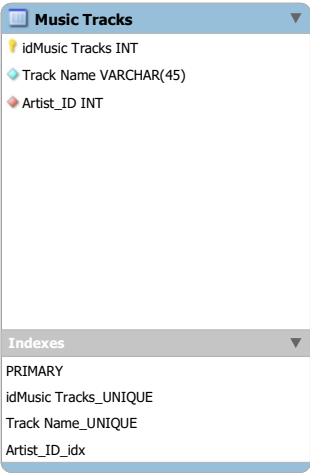 Music Tracks
idMusic Tracks INT
Track Name VARCHAR(45)
Artist_ID INT
Indexes
PRIMARY
idMusic Tracks_UNIQUE
Track Name_UNIQUE
Artist_ID_idx